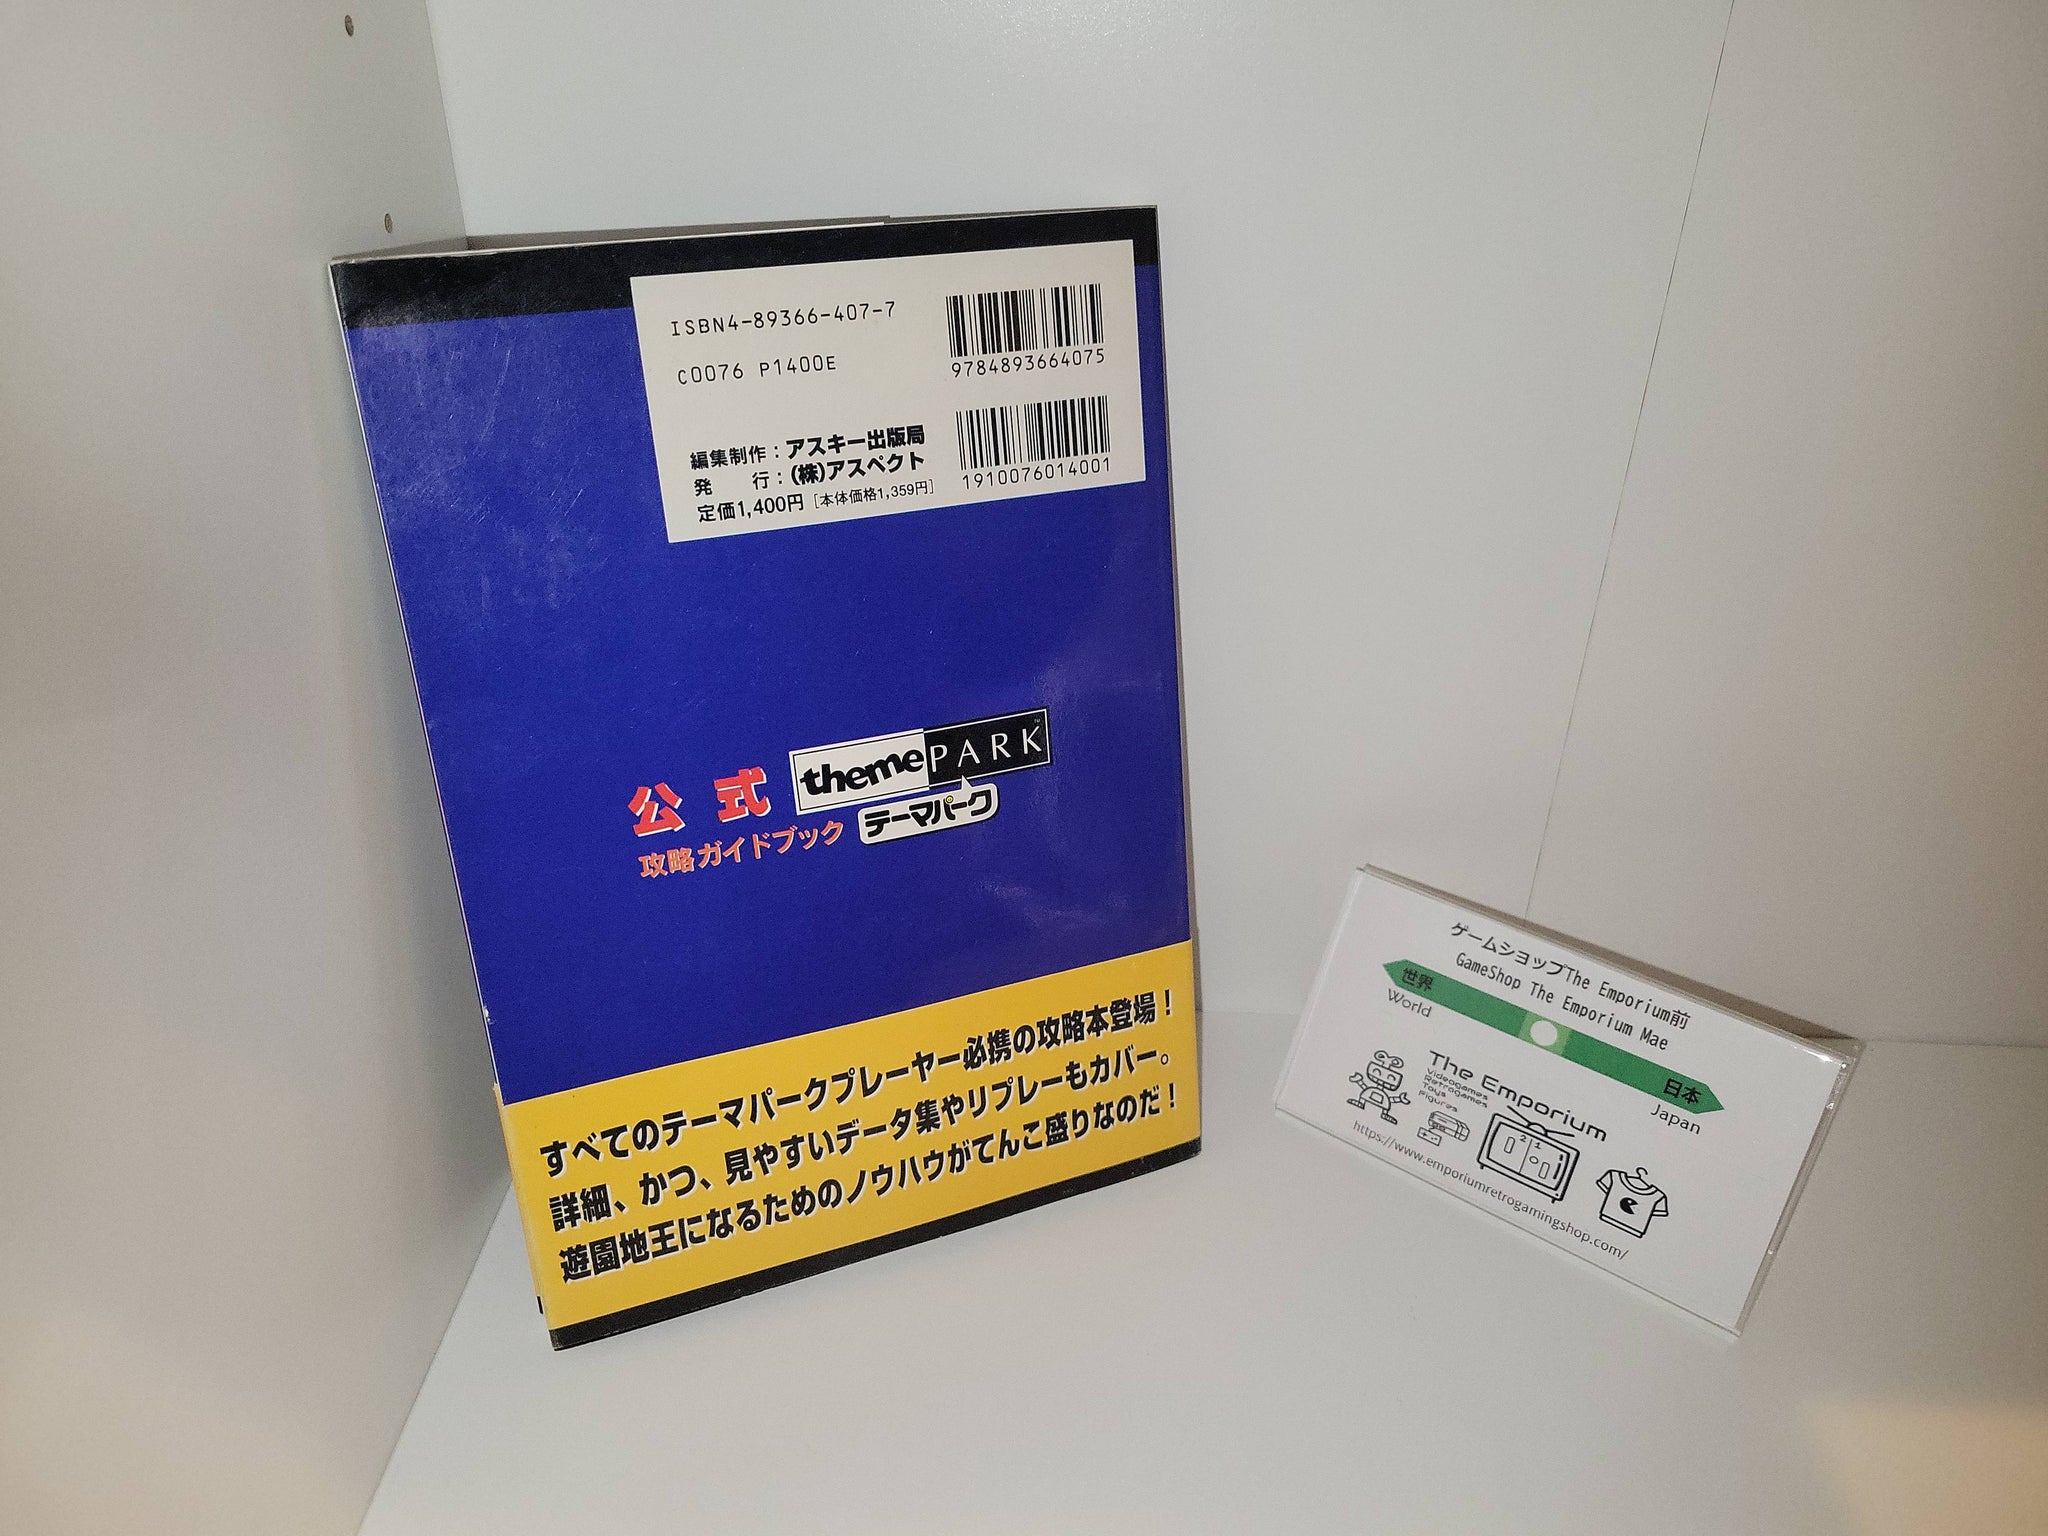 ISBN4-89366-407-7
C0076 P1400E
9784893664075
編集制作：アスキー出版局
発　行：(株)アスペクト
定価1,400円 [本体価格1,359円]
1910076014001
公式 theme PARK™
攻略ガイドブック テーマパーク
すべてのテーマパークプレーヤー必携の攻略本登場！
詳細、かつ、見やすいデータ集やリプレーもカバー。
遊園地王になるためのノウハウがてんこ盛りなのだ！
ゲームショップThe Emporium前
GameShop The Emporium Mae
世界
World
日本
Japan
The Emporium
Videogames
Retrogames
Toys
Figures
2 1
https://www.emporiumretrogamingshop.com/